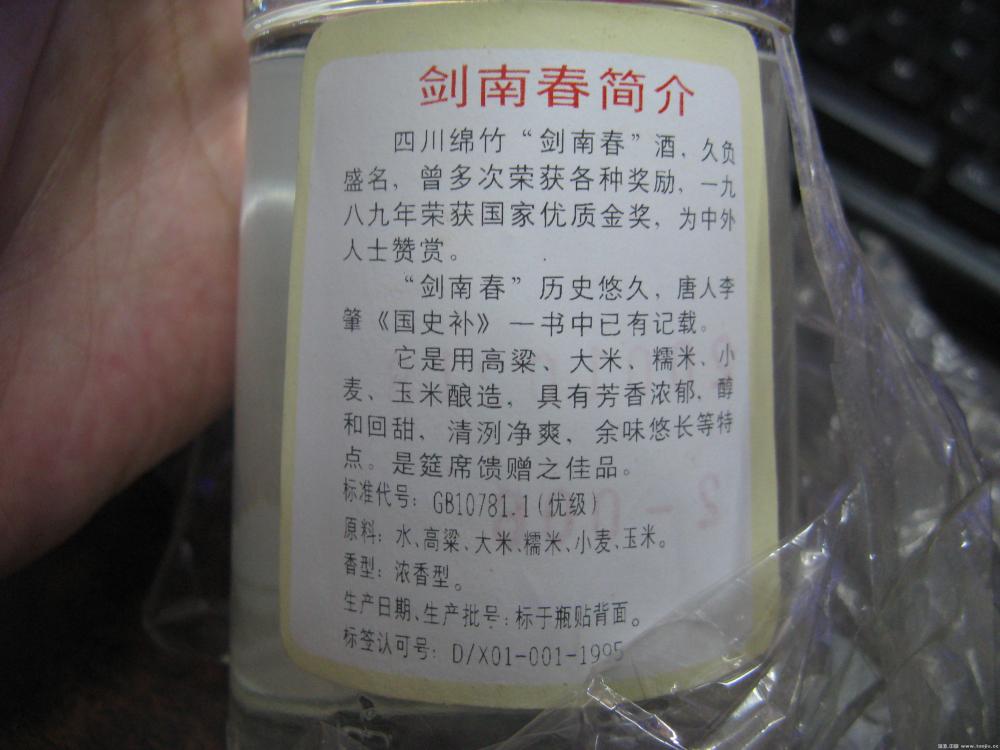 剑南春简介
四川绵竹“剑南春”酒，久负
盛名，曾多次荣获各种奖励，一九
八九年荣获国家优质金奖，为中外
人士赞赏。
“剑南春”历史悠久，唐人李
肇《国史补》一书中已有记载。
它是用高粱、大米、糯米、小
麦、玉米酿造，具有芳香浓郁，醇
和回甜，清洌净爽，余味悠长等特
点。是筵席馈赠之佳品。
标准代号：GB10781.1（优级）
原料：水、高粱、大米、糯米、小麦、玉米。
香型：浓香型。
生产日期、生产批号：标于瓶贴背面。
标签认可号：D/X01-001-1995